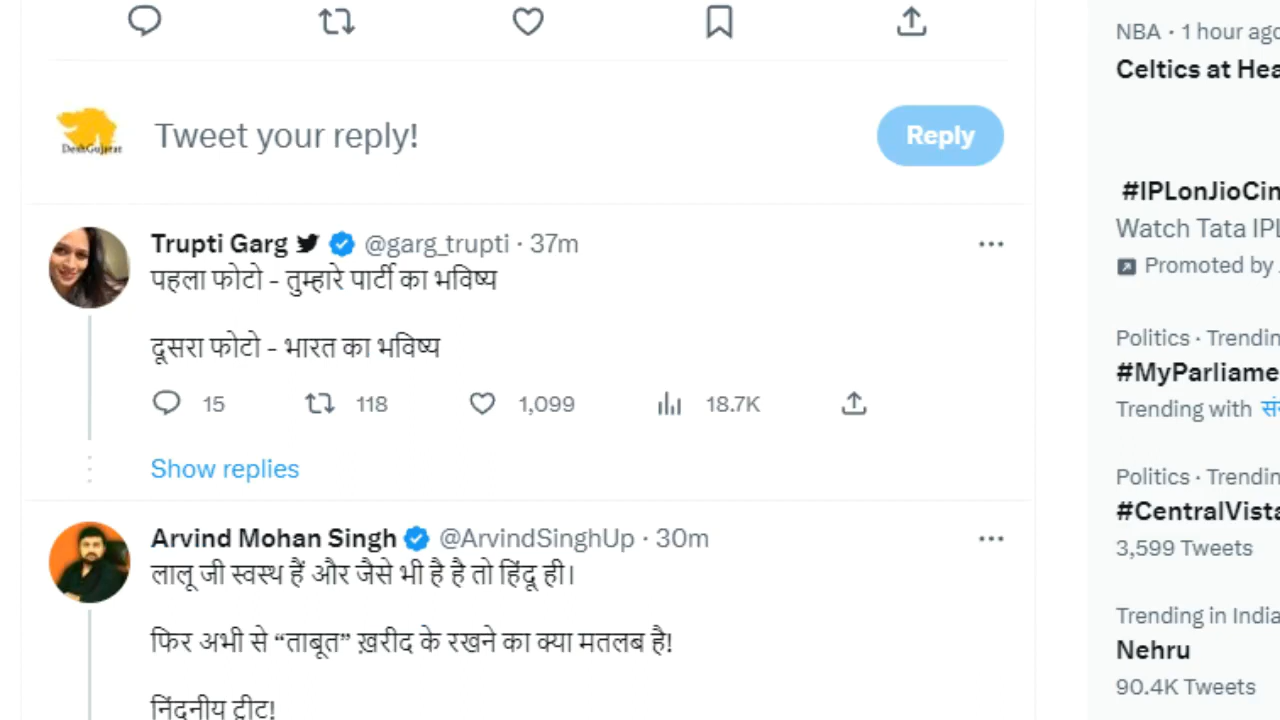 NBA · 1 hour ago
Celtics at Hea
DeshGujarat
Tweet your reply!
Reply
#IPLonJioCin
Watch Tata IPL
Promoted by
Trupti Garg @garg_trupti · 37m
पहला फोटो - तुम्हारे पार्टी का भविष्य
दूसरा फोटो - भारत का भविष्य
15 118 1,099 18.7K
Show replies
Politics · Trendin
#MyParliame
Trending with सं
Politics · Trendin
#CentralVista
3,599 Tweets
Arvind Mohan Singh @ArvindSinghUp · 30m
लालू जी स्वस्थ हैं और जैसे भी है है तो हिंदू ही।
फिर अभी से “ताबूत” ख़रीद के रखने का क्या मतलब है!
निंदनीय ट्वीट!
Trending in India
Nehru
90.4K Tweets